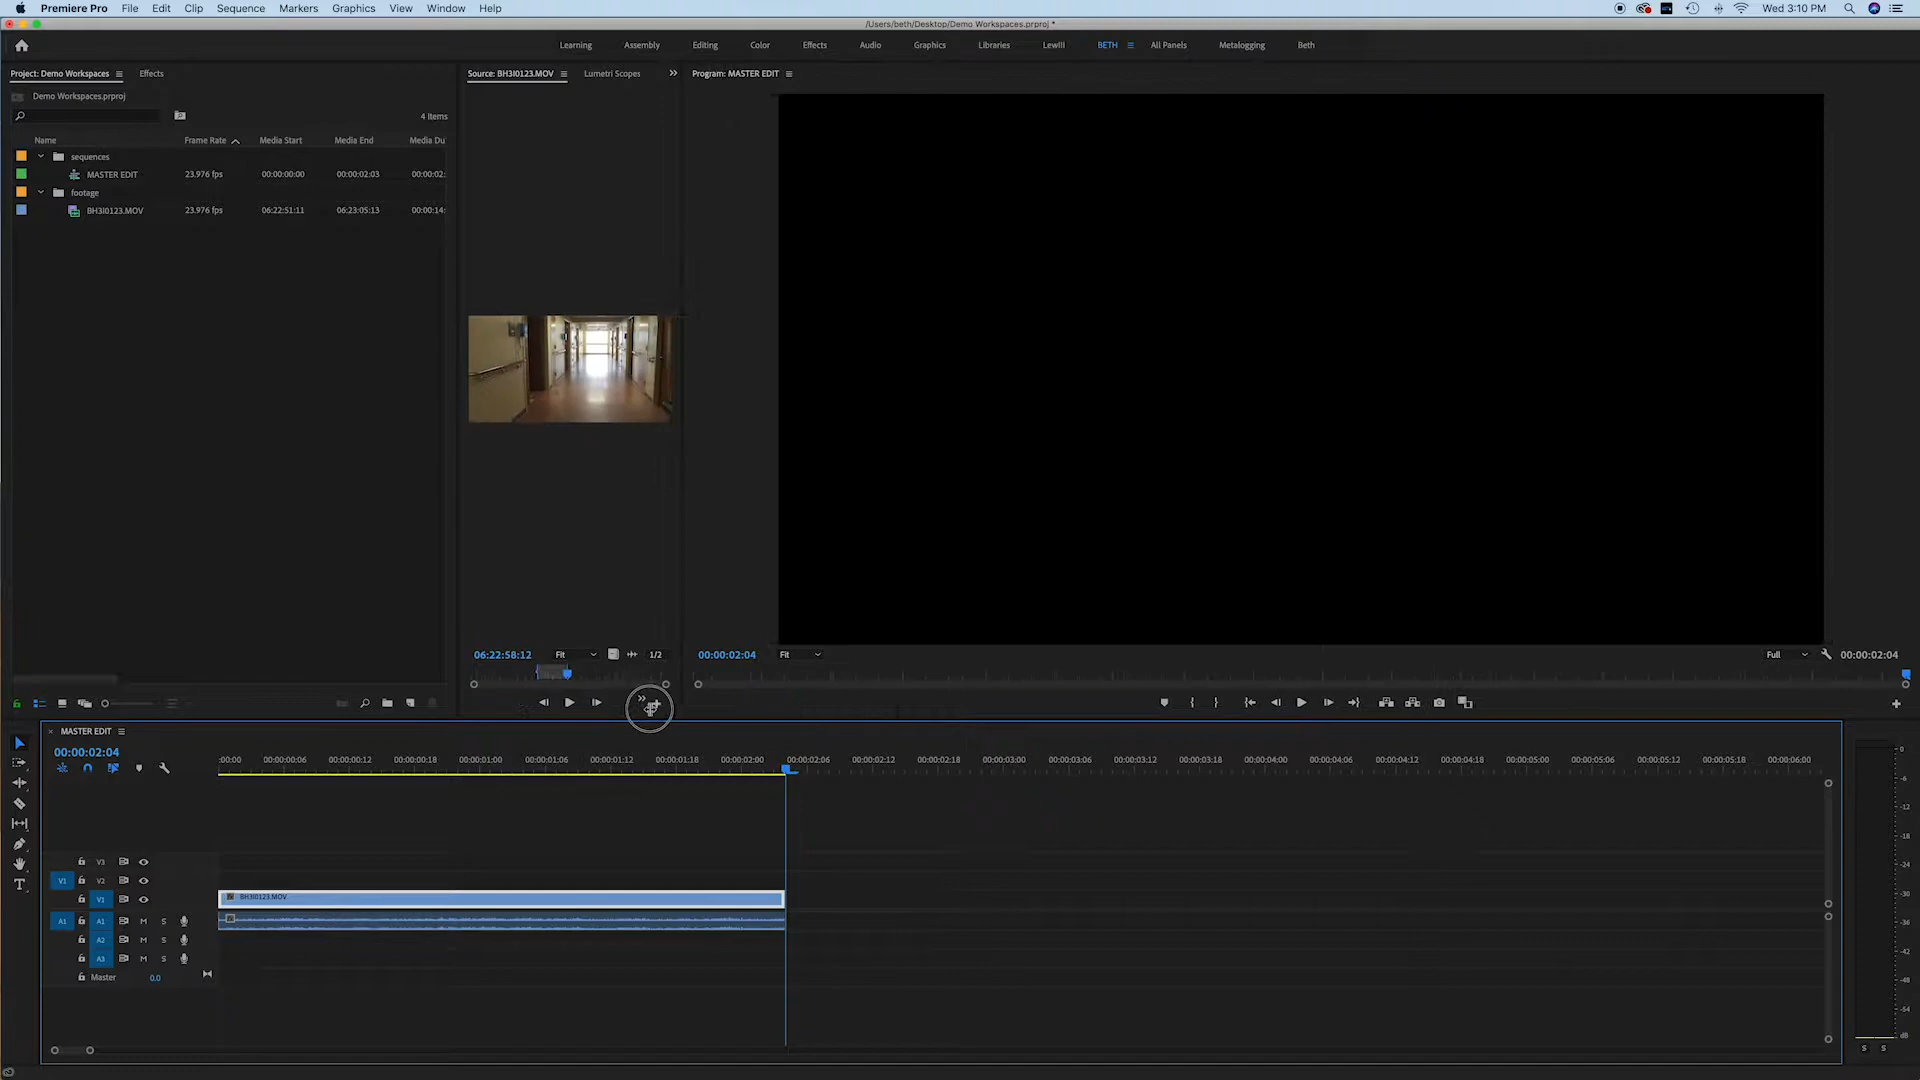 Premiere Pro File Edit Clip Sequence Markers Graphics View Window Help Wed 3:10 PM
/Users/beth/Desktop/Demo Workspaces.prproj *
Learning Assembly Editing Color Effects Audio Graphics Libraries Lewill BETH All Panels Metalogging Beth
Project: Demo Workspaces Effects
Source: BH3I0123.MOV Lumetri Scopes
Program: MASTER EDIT
Demo Workspaces.prproj
4 Items
Name Frame Rate Media Start Media End Media Du
sequences
MASTER EDIT 23.976 fps 00:00:00:00 00:00:02:03 00:00:02:
footage
BH3I0123.MOV 23.976 fps 06:22:51:11 06:23:05:13 00:00:14:
06:22:58:12 Fit 1/2
00:00:02:04 Fit Full 00:00:02:04
MASTER EDIT
00:00:02:04
:00:00 00:00:00:06 00:00:00:12 00:00:00:18 00:00:01:00 00:00:01:06 00:00:01:12 00:00:01:18 00:00:02:00 00:00:02:06 00:00:02:12 00:00:02:18 00:00:03:00 00:00:03:06 00:00:03:12 00:00:03:18 00:00:04:00 00:00:04:06 00:00:04:12 00:00:04:18 00:00:05:00 00:00:05:06 00:00:05:12 00:00:05:18 00:00:06:00
V3
V1 V2
V1 BH3I0123.MOV
A1 A1 M S
A2 M S
A3 M S
Master 0.0
0
-6
-12
-18
-24
-30
-36
-42
-48
-54
dB
S S